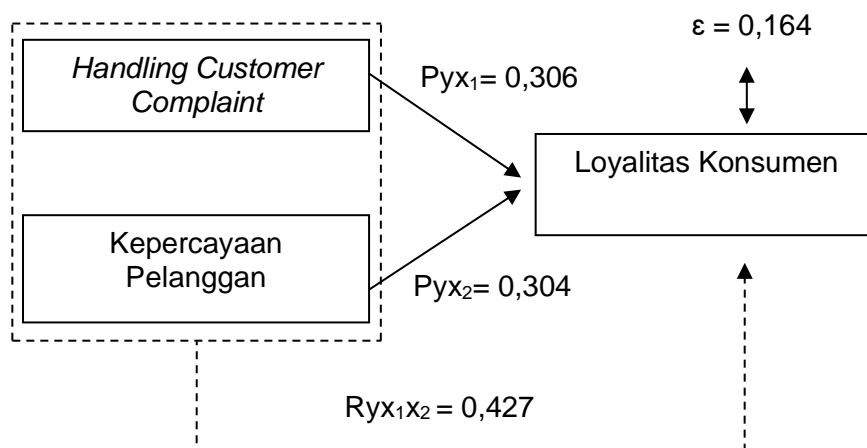 ε = 0,164
Handling Customer
Complaint
Pyx₁= 0,306
Loyalitas Konsumen
Kepercayaan
Pelanggan
Pyx₂= 0,304
Ryx₁x₂ = 0,427